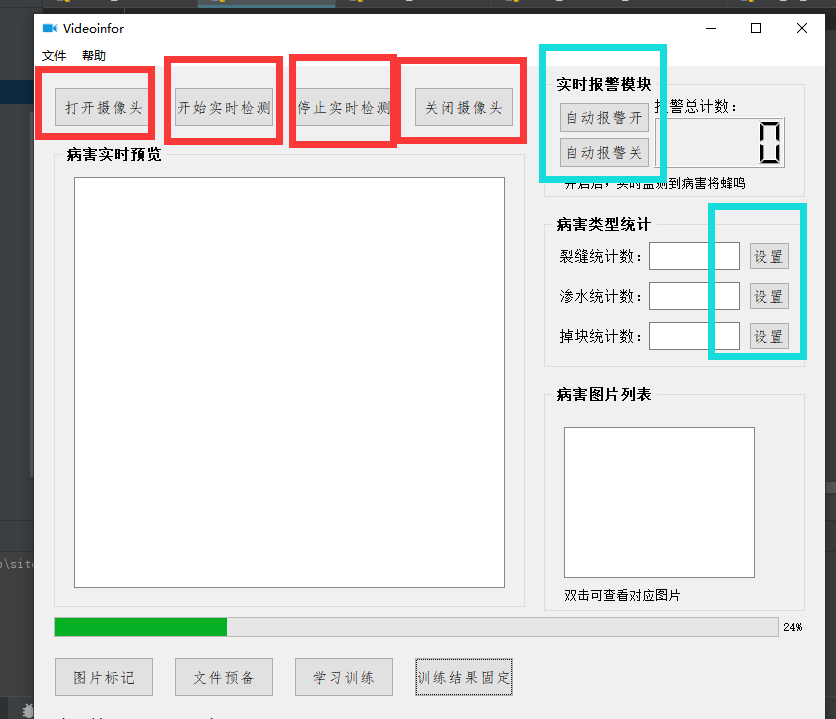 Videoinfor
文件 帮助
打开摄像头 开始实时检测 停止实时检测 关闭摄像头
实时报警模块
自动报警开 报警总计数：
自动报警关 0
开启后，实时监测到病害将蜂鸣
病害实时预览
病害类型统计
裂缝统计数： 设置
渗水统计数： 设置
掉块统计数： 设置
病害图片列表
双击可查看对应图片
24%
图片标记 文件预备 学习训练 训练结果固定